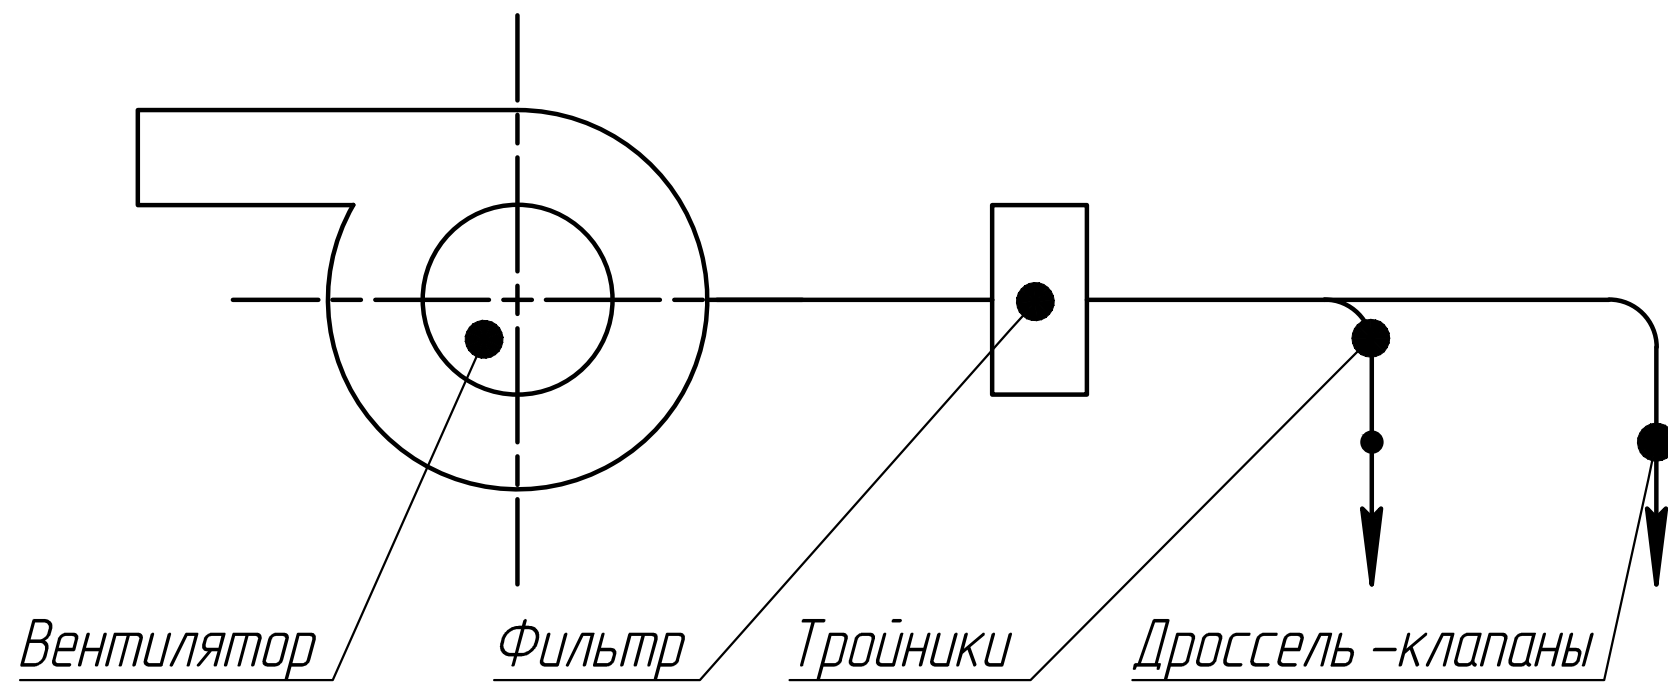 Вентилятор
Фильтр
Тройники
Дроссель -клапаны